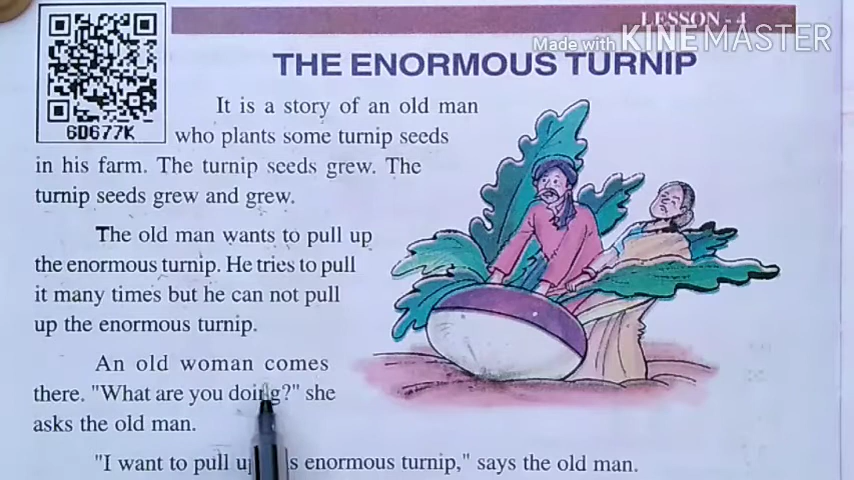 LESSON - 4
Made with KINEMASTER
THE ENORMOUS TURNIP
6D677K
It is a story of an old man
who plants some turnip seeds
in his farm. The turnip seeds grew. The
turnip seeds grew and grew.
The old man wants to pull up
the enormous turnip. He tries to pull
it many times but he can not pull
up the enormous turnip.
An old woman comes
there. "What are you doing?" she
asks the old man.
"I want to pull enormous turnip," says the old man.